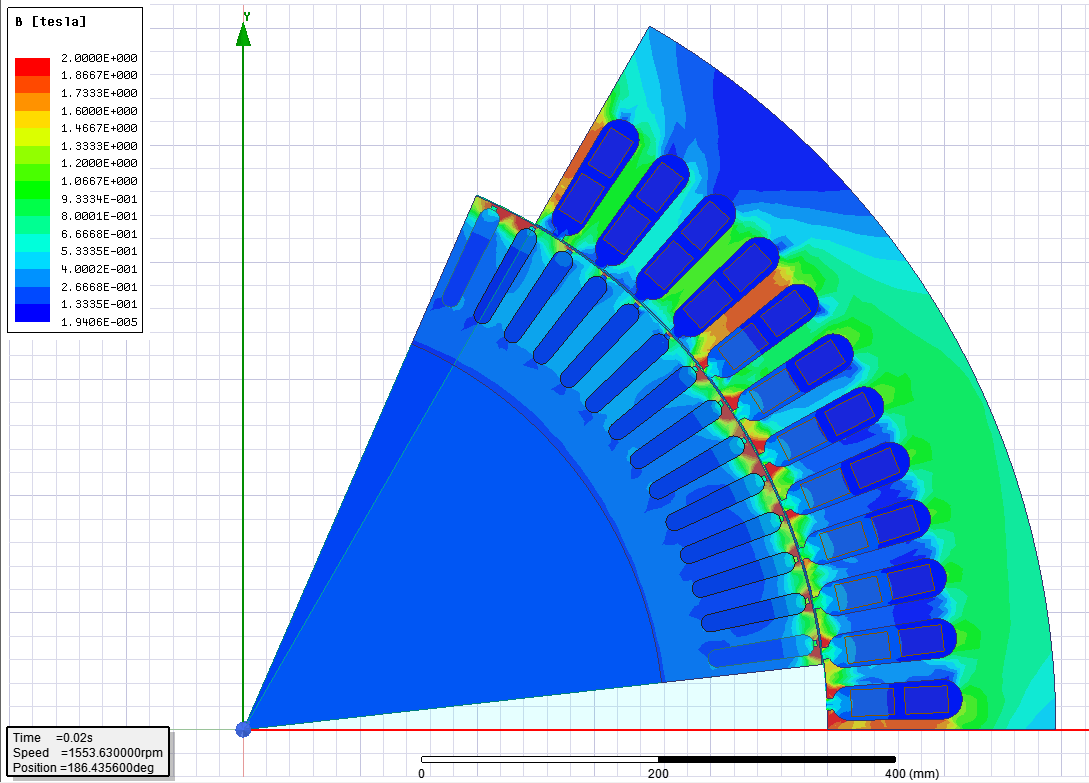 B [tesla]
2.0000E+000
1.8667E+000
1.7333E+000
1.6000E+000
1.4667E+000
1.3333E+000
1.2000E+000
1.0667E+000
9.3334E-001
8.0001E-001
6.6668E-001
5.3335E-001
4.0002E-001
2.6668E-001
1.3335E-001
1.9406E-005
Y
Time =0.02s
Speed =1553.630000rpm
Position =186.435600deg
0 200 400 (mm)